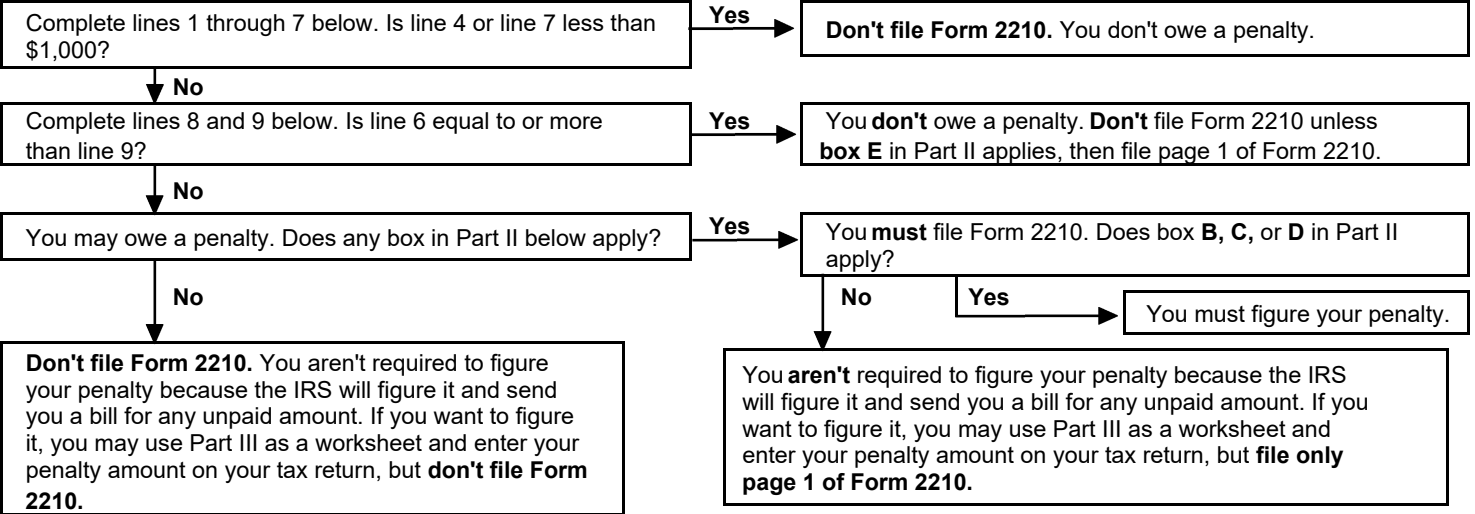 Complete lines 1 through 7 below. Is line 4 or line 7 less than
$1,000?
Yes
Don't file Form 2210. You don't owe a penalty.
No
Complete lines 8 and 9 below. Is line 6 equal to or more
than line 9?
Yes
You don't owe a penalty. Don't file Form 2210 unless
box E in Part II applies, then file page 1 of Form 2210.
No
You may owe a penalty. Does any box in Part II below apply?
Yes
You must file Form 2210. Does box B, C, or D in Part II
apply?
No
No
Yes
You must figure your penalty.
Don't file Form 2210. You aren't required to figure
your penalty because the IRS will figure it and send
you a bill for any unpaid amount. If you want to figure
it, you may use Part III as a worksheet and enter your
penalty amount on your tax return, but don't file Form
2210.
You aren't required to figure your penalty because the IRS
will figure it and send you a bill for any unpaid amount. If you
want to figure it, you may use Part III as a worksheet and
enter your penalty amount on your tax return, but file only
page 1 of Form 2210.